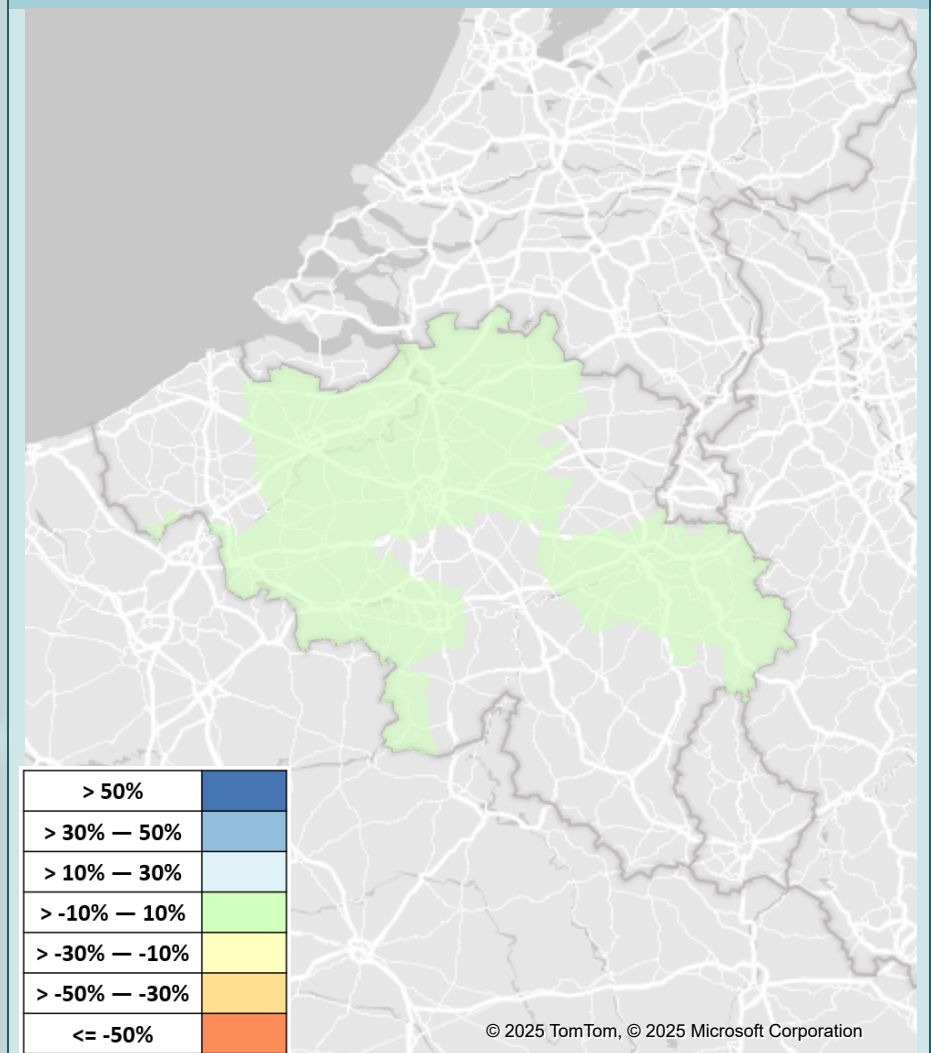 > 50%
> 30% — 50%
> 10% — 30%
> -10% — 10%
> -30% — -10%
> -50% — -30%
<= -50%
© 2025 TomTom, © 2025 Microsoft Corporation